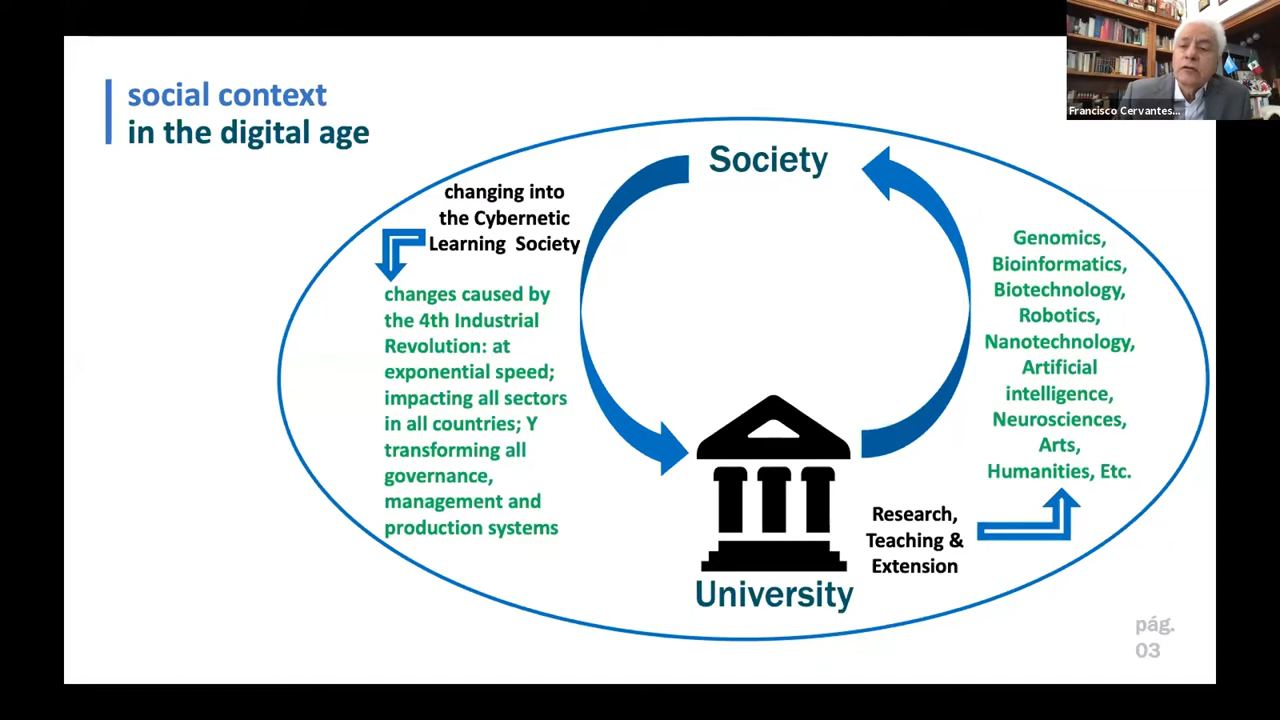 social context
in the digital age
Francisco Cervantes...
Society
changing into
the Cybernetic
Learning Society
changes caused by
the 4th Industrial
Revolution: at
exponential speed;
impacting all sectors
in all countries; Y
transforming all
governance,
management and
production systems
Genomics,
Bioinformatics,
Biotechnology,
Robotics,
Nanotechnology,
Artificial
intelligence,
Neurosciences,
Arts,
Humanities, Etc.
Research,
Teaching &
Extension
University
pág.
03